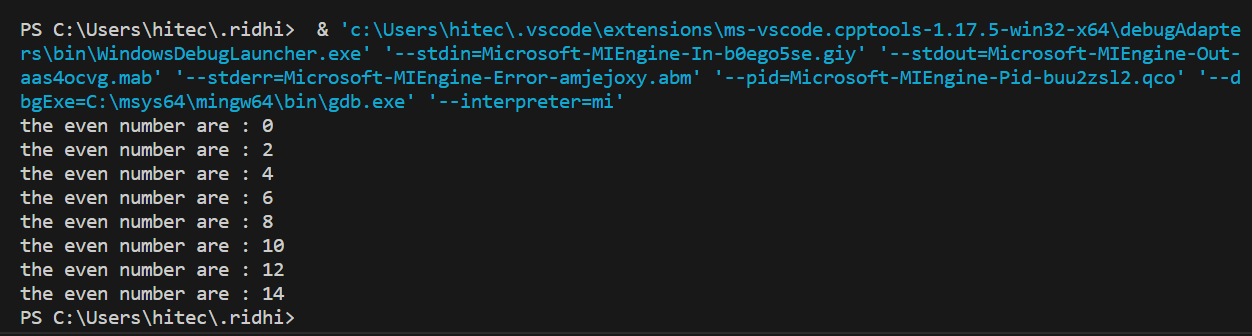 PS C:\Users\hitec\.ridhi>  & 'c:\Users\hitec\.vscode\extensions\ms-vscode.cpptools-1.17.5-win32-x64\debugAdapte
rs\bin\WindowsDebugLauncher.exe' '--stdin=Microsoft-MIEngine-In-b0ego5se.giy' '--stdout=Microsoft-MIEngine-Out-
aas4ocvg.mab' '--stderr=Microsoft-MIEngine-Error-amjejoxy.abm' '--pid=Microsoft-MIEngine-Pid-buu2zsl2.qco' '--d
bgExe=C:\msys64\mingw64\bin\gdb.exe' '--interpreter=mi'
the even number are : 0
the even number are : 2
the even number are : 4
the even number are : 6
the even number are : 8
the even number are : 10
the even number are : 12
the even number are : 14
PS C:\Users\hitec\.ridhi>